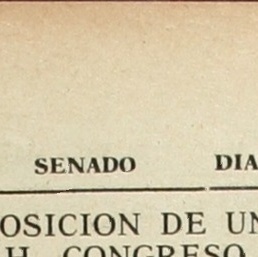 SENADO DIA
OSICION DE UN
H. CONGRESO